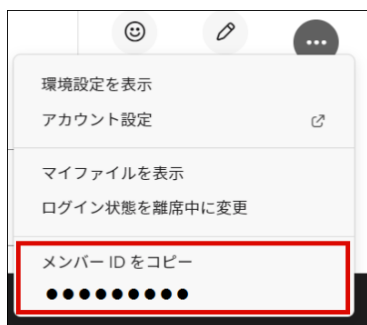 環境設定を表示
アカウント設定
マイファイルを表示
ログイン状態を離席中に変更
メンバー ID をコピー
●●●●●●●●●